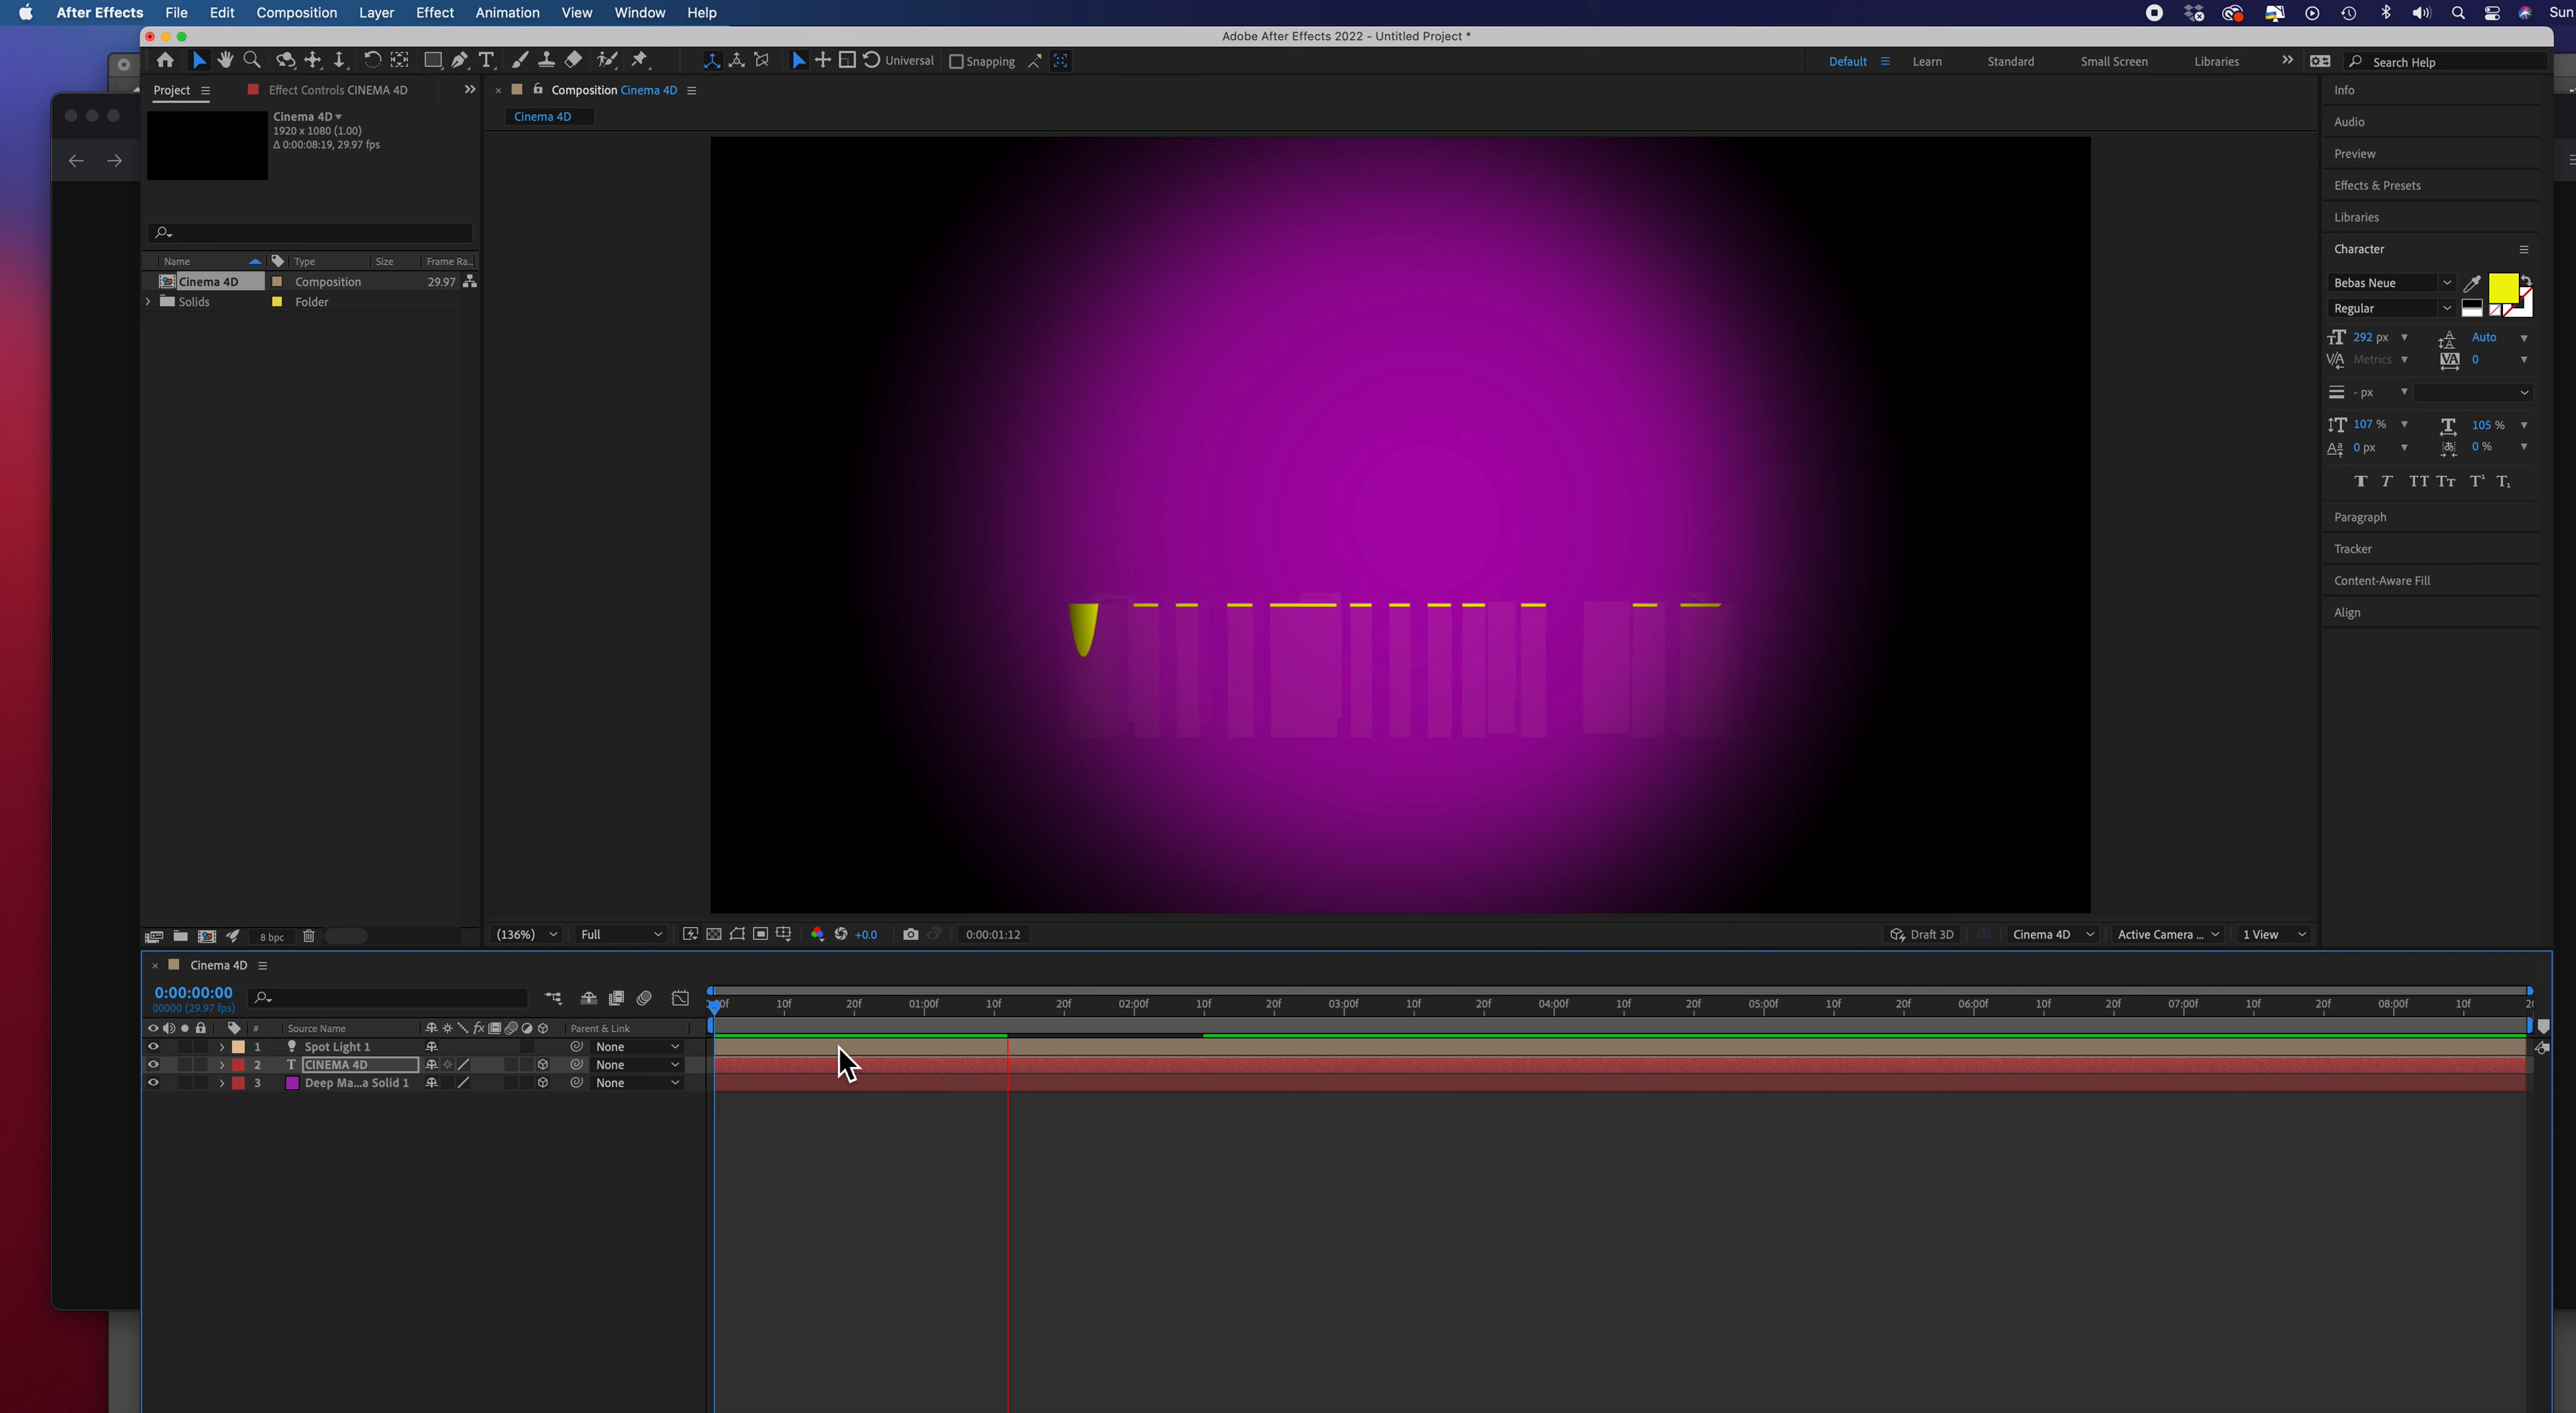 After Effects File Edit Composition Layer Effect Animation View Window Help Sun
Adobe After Effects 2022 - Untitled Project *
Universal Snapping Default Learn Standard Small Screen Libraries Search Help
Project Effect Controls CINEMA 4D
Composition Cinema 4D
Cinema 4D
Cinema 4D
1920 x 1080 (1.00)
Δ 0:00:08:19, 29.97 fps
Name Type Size Frame Ra...
Cinema 4D Composition 29.97
Solids Folder
8 bpc
(136%) Full +0.0 0:00:01:12 Draft 3D Cinema 4D Active Camera ... 1 View
Info
Audio
Preview
Effects & Presets
Libraries
Character
Bebas Neue
Regular
292 px Auto
Metrics 0
- px
107 % 105 %
0 px 0 %
Paragraph
Tracker
Content-Aware Fill
Align
Cinema 4D
0:00:00:00
00000 (29.97 fps)
10f 20f 01:00f 10f 20f 02:00f 10f 20f 03:00f 10f 20f 04:00f 10f 20f 05:00f 10f 20f 06:00f 10f 20f 07:00f 10f 20f 08:00f 10f
# Source Name Parent & Link
1 Spot Light 1 None
2 CINEMA 4D None
3 Deep Ma...a Solid 1 None